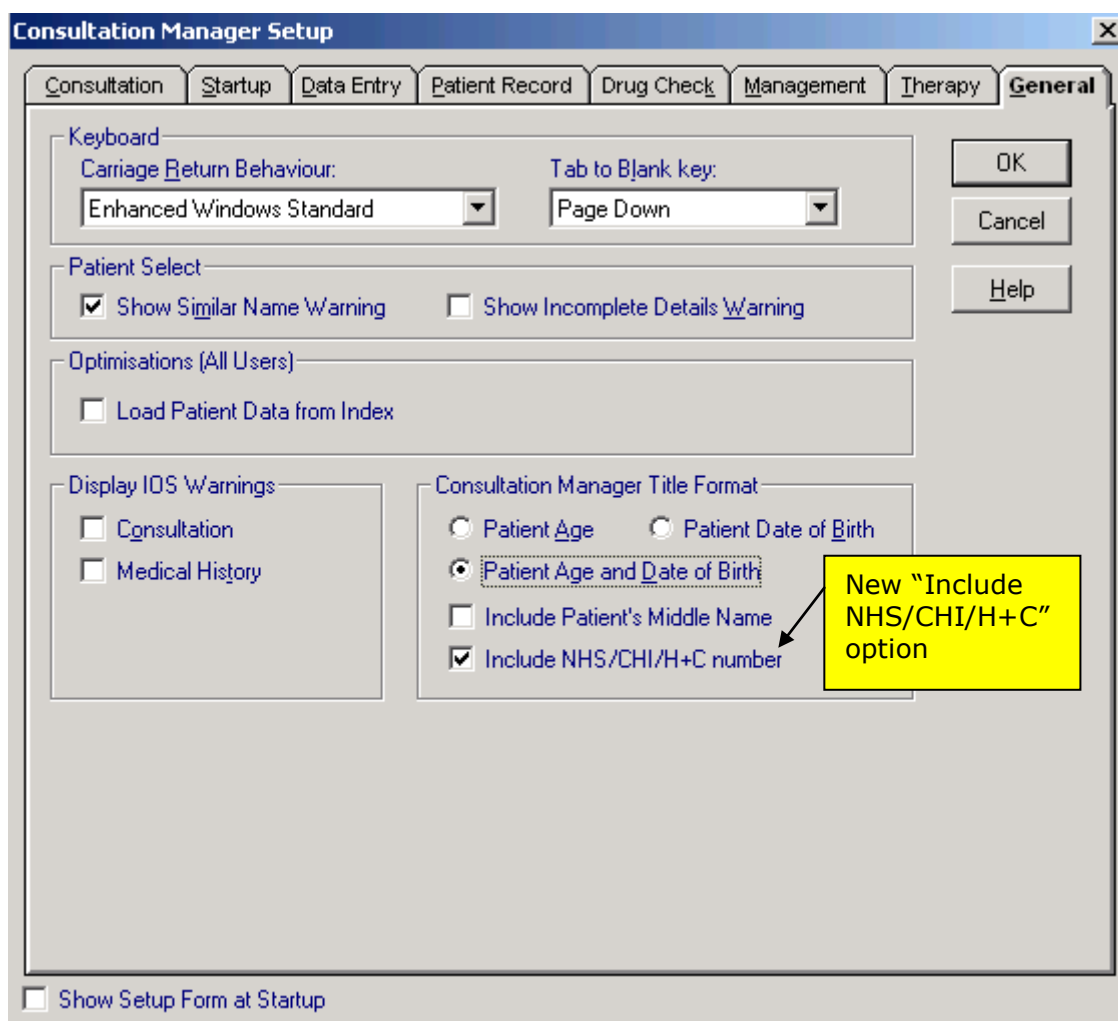 Consultation Manager Setup
Consultation Startup Data Entry Patient Record Drug Check Management Therapy General
Keyboard
Carriage Return Behaviour: Tab to Blank key:
Enhanced Windows Standard Page Down
OK
Cancel
Help
Patient Select
Show Similar Name Warning Show Incomplete Details Warning
Optimisations (All Users)
Load Patient Data from Index
Display IOS Warnings
Consultation
Medical History
Consultation Manager Title Format
Patient Age Patient Date of Birth
Patient Age and Date of Birth
Include Patient's Middle Name
Include NHS/CHI/H+C number
New “Include
NHS/CHI/H+C”
option
Show Setup Form at Startup